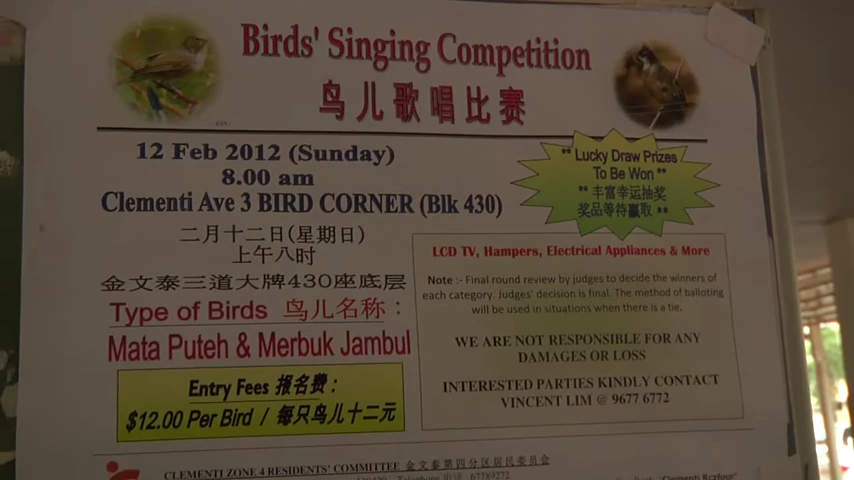 Birds' Singing Competition
鸟儿歌唱比赛
12 Feb 2012 (Sunday)
8.00 am
Clementi Ave 3 BIRD CORNER (Blk 430)
二月十二日(星期日)
上午八时
金文泰三道大牌430座底层
Type of Birds 鸟儿名称:
Mata Puteh & Merbuk Jambul
Entry Fees 报名费:
$12.00 Per Bird / 每只鸟儿十二元
** Lucky Draw Prizes
To Be Won **
** 丰富幸运抽奖
奖品等待赢取 **
LCD TV, Hampers, Electrical Appliances & More
Note :- Final round review by judges to decide the winners of
each category. Judges' decision is final. The method of balloting
will be used in situations when there is a tie.
WE ARE NOT RESPONSIBLE FOR ANY
DAMAGES OR LOSS
INTERESTED PARTIES KINDLY CONTACT
VINCENT LIM @ 9677 6772
CLEMENTI ZONE 4 RESIDENTS' COMMITTEE 金文泰第四分区居民委员会
Telephone 电话: 67789272